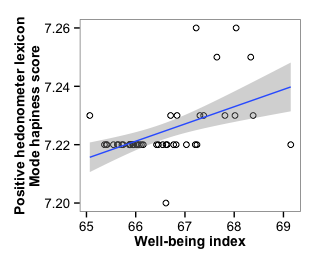 Positive hedonometer lexicon
Mode hapiness score
7.26
7.24
7.22
7.20
65 66 67 68 69
Well-being index